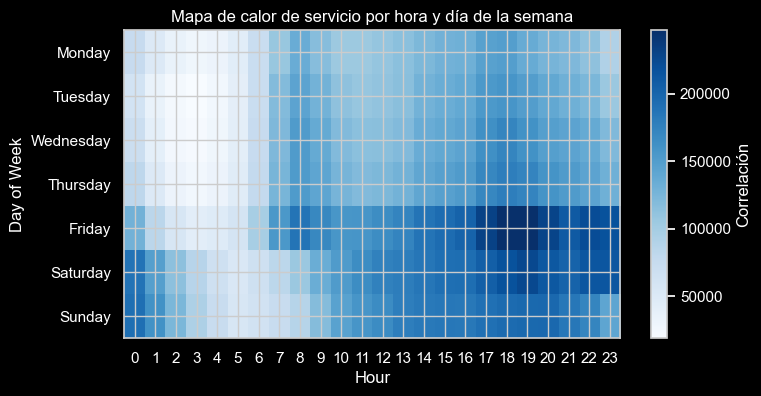 Mapa de calor de servicio por hora y día de la semana
Monday
Tuesday
Wednesday
Thursday
Friday
Saturday
Sunday
Day of Week
0 1 2 3 4 5 6 7 8 9 10 11 12 13 14 15 16 17 18 19 20 21 22 23
Hour
200000
150000
100000
50000
Correlación